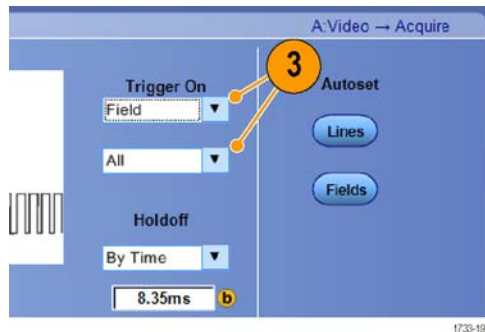 A:Video → Acquire
3
Trigger On
Field
All
Holdoff
By Time
8.35ms
b
Autoset
Lines
Fields
1733-19